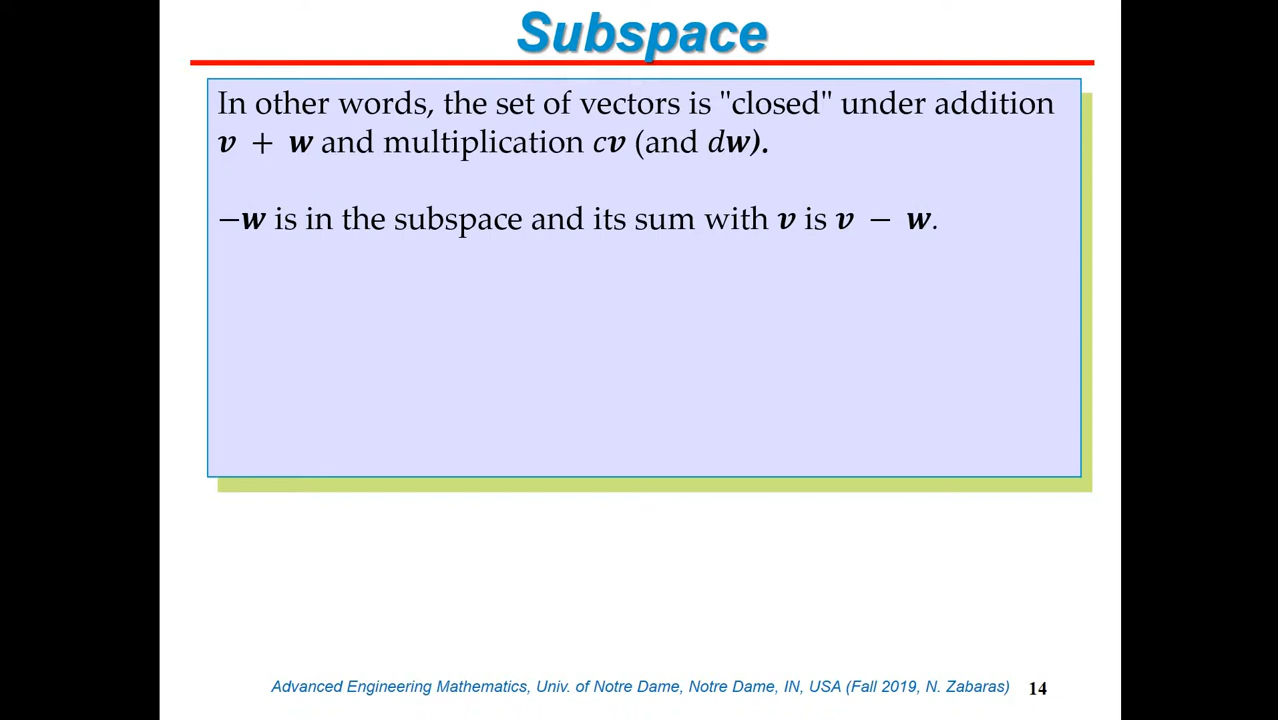 Subspace
In other words, the set of vectors is "closed" under addition
v + w and multiplication cv (and dw).
−w is in the subspace and its sum with v is v − w.
Advanced Engineering Mathematics, Univ. of Notre Dame, Notre Dame, IN, USA (Fall 2019, N. Zabaras) 14